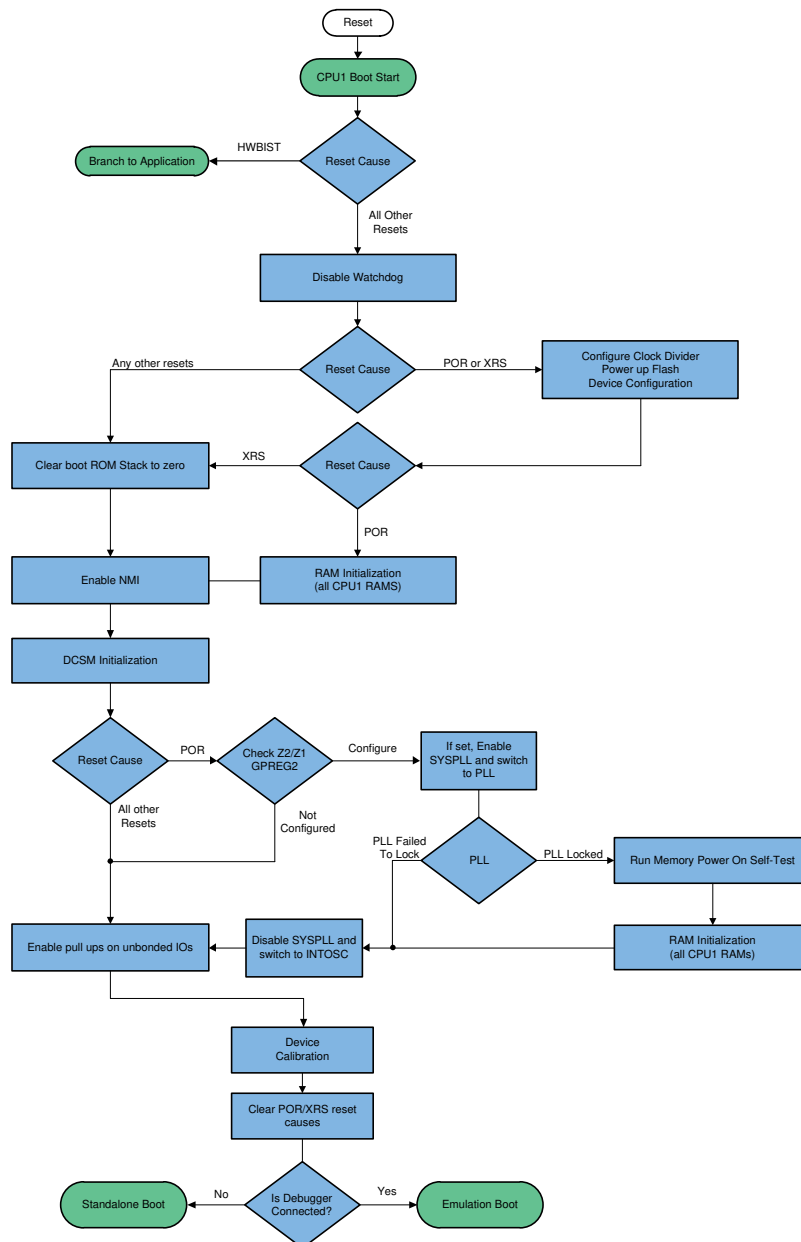 Reset
CPU1 Boot Start
HWBIST
Branch to Application
Reset Cause
All Other
Resets
Disable Watchdog
Any other resets
Reset Cause
POR or XRS
Configure Clock Divider
Power up Flash
Device Configuration
Clear boot ROM Stack to zero
XRS
Reset Cause
POR
Enable NMI
RAM Initialization
(all CPU1 RAMS)
DCSM Initialization
Reset Cause
POR
Check Z2/Z1
GPREG2
Configure
If set, Enable
SYSPLL and switch
to PLL
All other
Resets
Not
Configured
PLL Failed
To Lock
PLL
PLL Locked
Run Memory Power On Self-Test
Enable pull ups on unbonded IOs
Disable SYSPLL and
switch to INTOSC
RAM Initialization
(all CPU1 RAMs)
Device
Calibration
Clear POR/XRS reset
causes
Standalone Boot
No
Is Debugger
Connected?
Yes
Emulation Boot